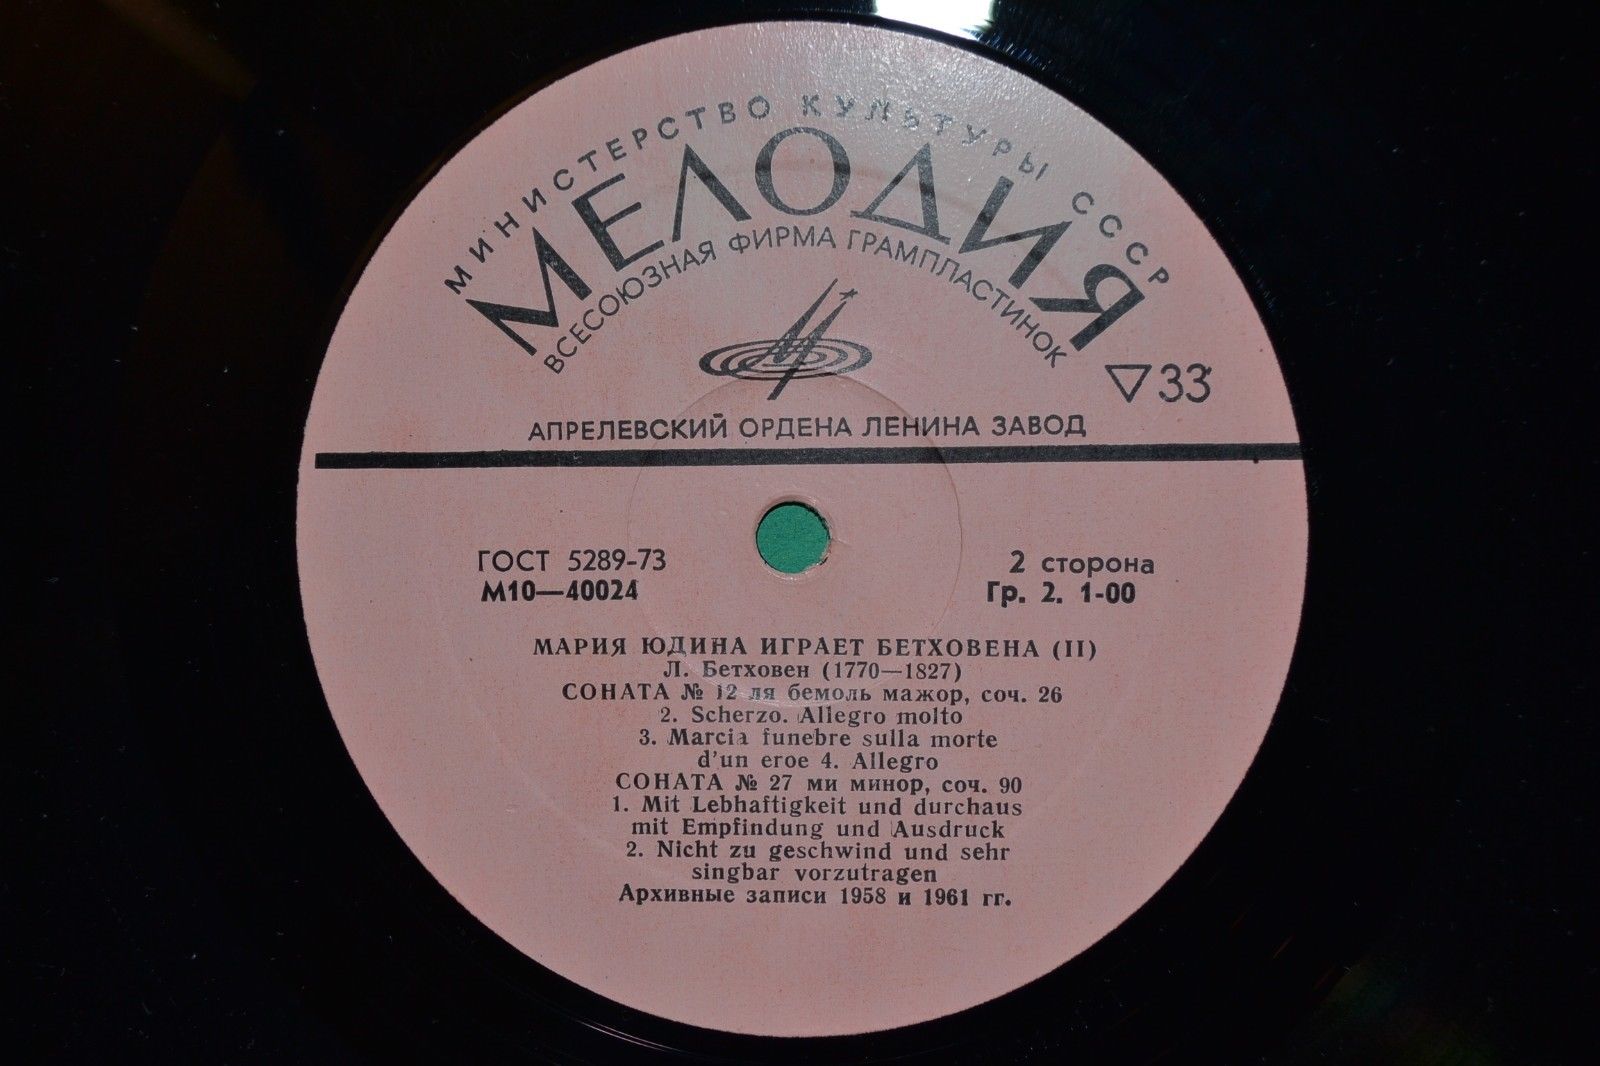 МИНИСТЕРСТВО КУЛЬТУРЫ СССР
МЕЛОДИЯ
ВСЕСОЮЗНАЯ ФИРМА ГРАМПЛАСТИНОК
33
АПРЕЛЕВСКИЙ ОРДЕНА ЛЕНИНА ЗАВОД
ГОСТ 5289-73
2 сторона
М10—40024
Гр. 2. 1-00
МАРИЯ ЮДИНА ИГРАЕТ БЕТХОВЕНА (II)
Л. Бетховен (1770—1827)
СОНАТА № 12 ля бемоль мажор, соч. 26
2. Scherzo. Allegro molto
3. Marcia funebre sulla morte
d'un eroe 4. Allegro
СОНАТА № 27 ми минор, соч. 90
1. Mit Lebhaftigkeit und durchaus
mit Empfindung und Ausdruck
2. Nicht zu geschwind und sehr
singbar vorzutragen
Архивные записи 1958 и 1961 гг.